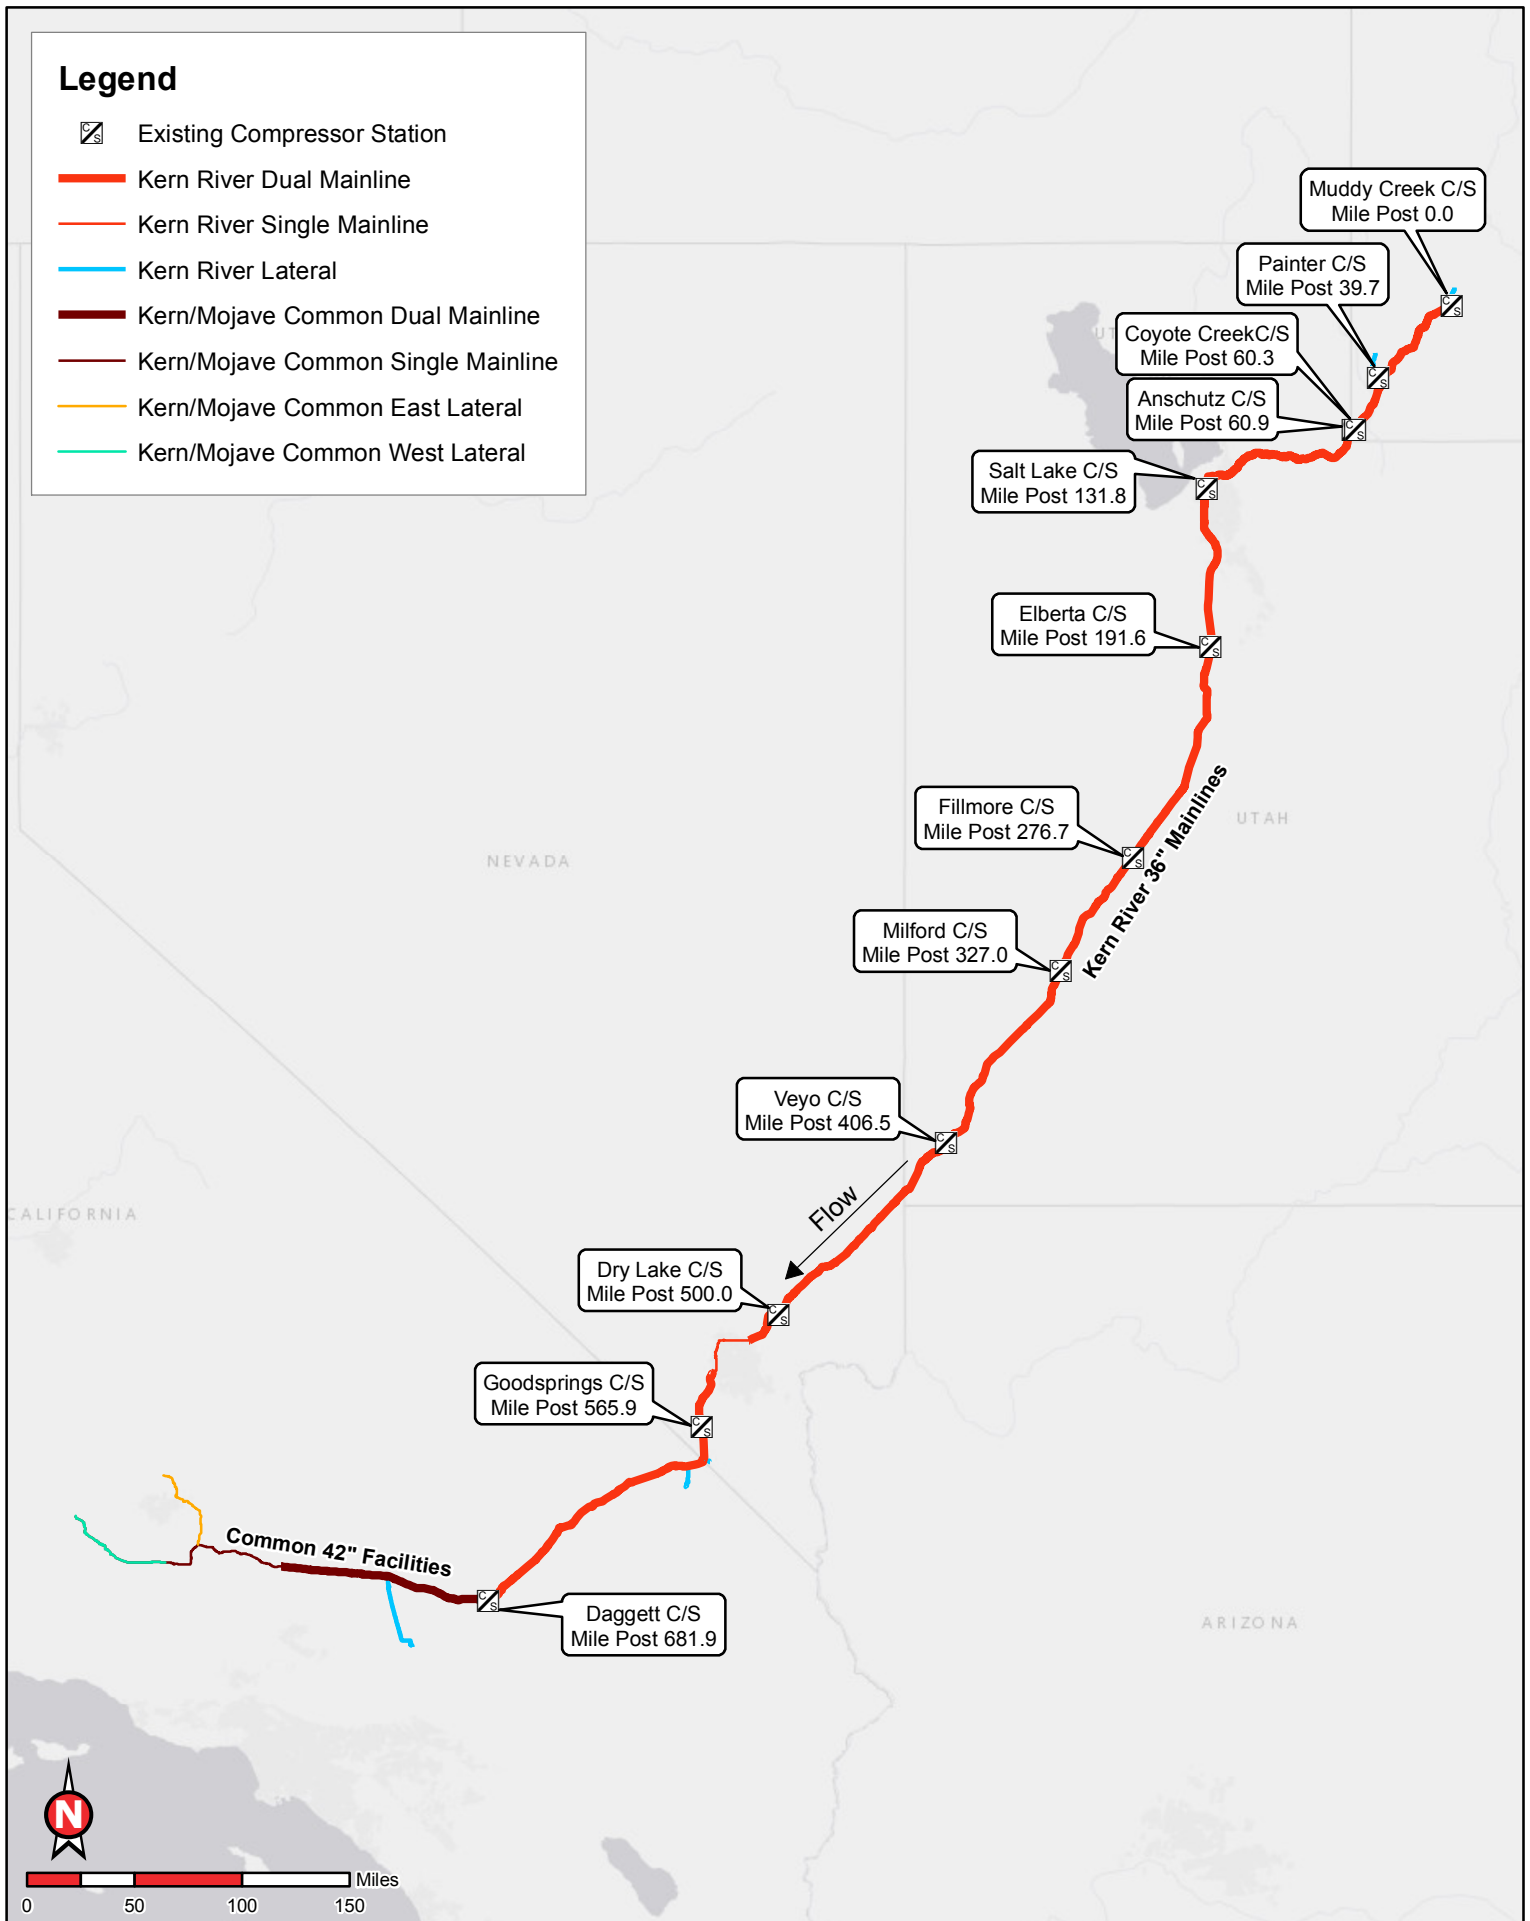 Legend
C/S Existing Compressor Station
Kern River Dual Mainline
Kern River Single Mainline
Kern River Lateral
Kern/Mojave Common Dual Mainline
Kern/Mojave Common Single Mainline
Kern/Mojave Common East Lateral
Kern/Mojave Common West Lateral
Muddy Creek C/S
Mile Post 0.0
Painter C/S
Mile Post 39.7
Coyote CreekC/S
Mile Post 60.3
Anschutz C/S
Mile Post 60.9
Salt Lake C/S
Mile Post 131.8
Elberta C/S
Mile Post 191.6
Fillmore C/S
Mile Post 276.7
Kern River 36" Mainlines
UTAH
NEVADA
Milford C/S
Mile Post 327.0
Veyo C/S
Mile Post 406.5
Flow
CALIFORNIA
Dry Lake C/S
Mile Post 500.0
Goodsprings C/S
Mile Post 565.9
Common 42" Facilities
Daggett C/S
Mile Post 681.9
ARIZONA
N
Miles
0 50 100 150